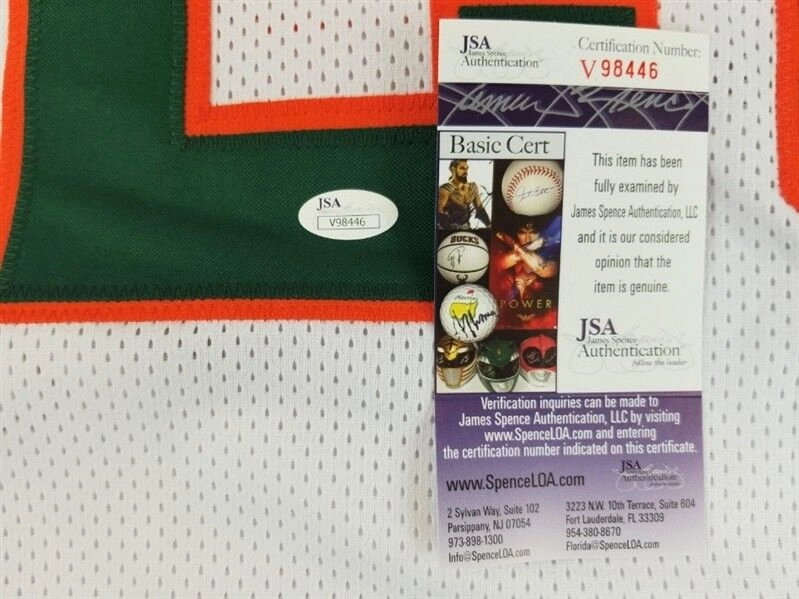 JSA
James Spence
Authentication
Certification Number:
V98446
James Spence
Basic Cert
BUCKS
Masters
POWER
This item has been
fully examined by
James Spence Authentication, LLC
and it is our considered
opinion that the
item is genuine.
JSA
James Spence
Authentication
follow the leader
JSA
V98446
Verification inquiries can be made to
James Spence Authentication, LLC by visiting
www.SpenceLOA.com and entering
the certification number indicated on this certificate.
JSA
Authentication
www.SpenceLOA.com
2 Sylvan Way, Suite 102
Parsippany, NJ 07054
973-898-1300
Info@SpenceLOA.com
3223 N.W. 10th Terrace, Suite 604
Fort Lauderdale, FL 33309
954-380-8670
Florida@SpenceLOA.com